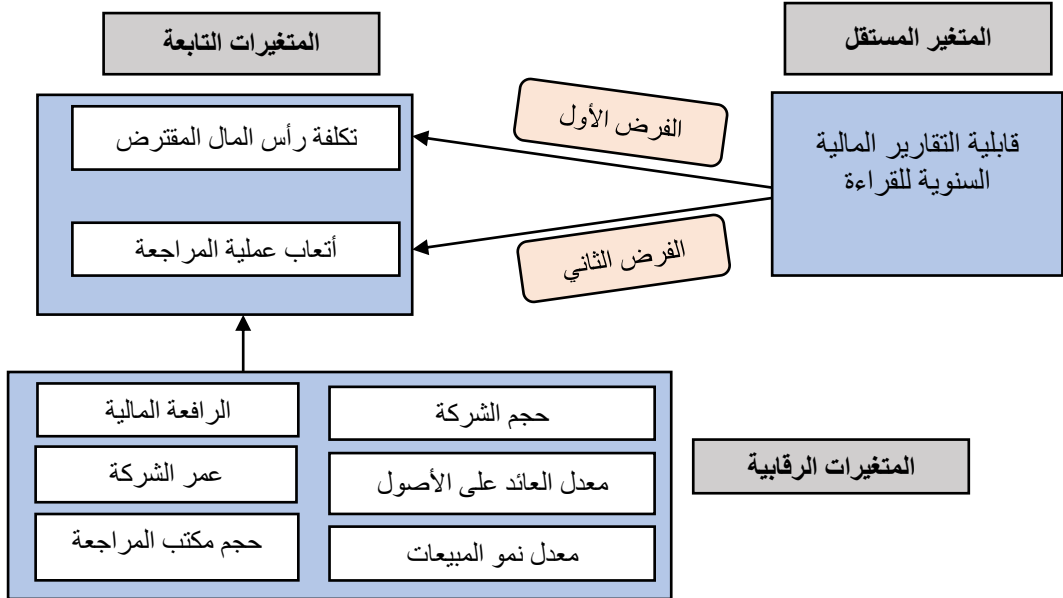 المتغير المستقل
المتغيرات التابعة
قابلية التقارير المالية
السنوية للقراءة
الفرض الأول
الفرض الثاني
تكلفة رأس المال المقترض
أتعاب عملية المراجعة
المتغيرات الرقابية
حجم الشركة
الرافعة المالية
معدل العائد على الأصول
عمر الشركة
معدل نمو المبيعات
حجم مكتب المراجعة